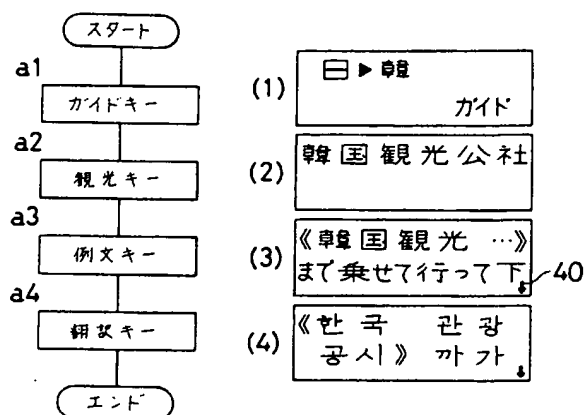 スタート
a1
ガイドキー
a2
観光キー
a3
例文キー
a4
翻訳キー
エンド
(1)
日▶韓
ガイド
(2)
韓国観光公社
(3)
《韓国観光 …》
まで乗せて行って下
40
(4)
《한국 관광
공시》 까가